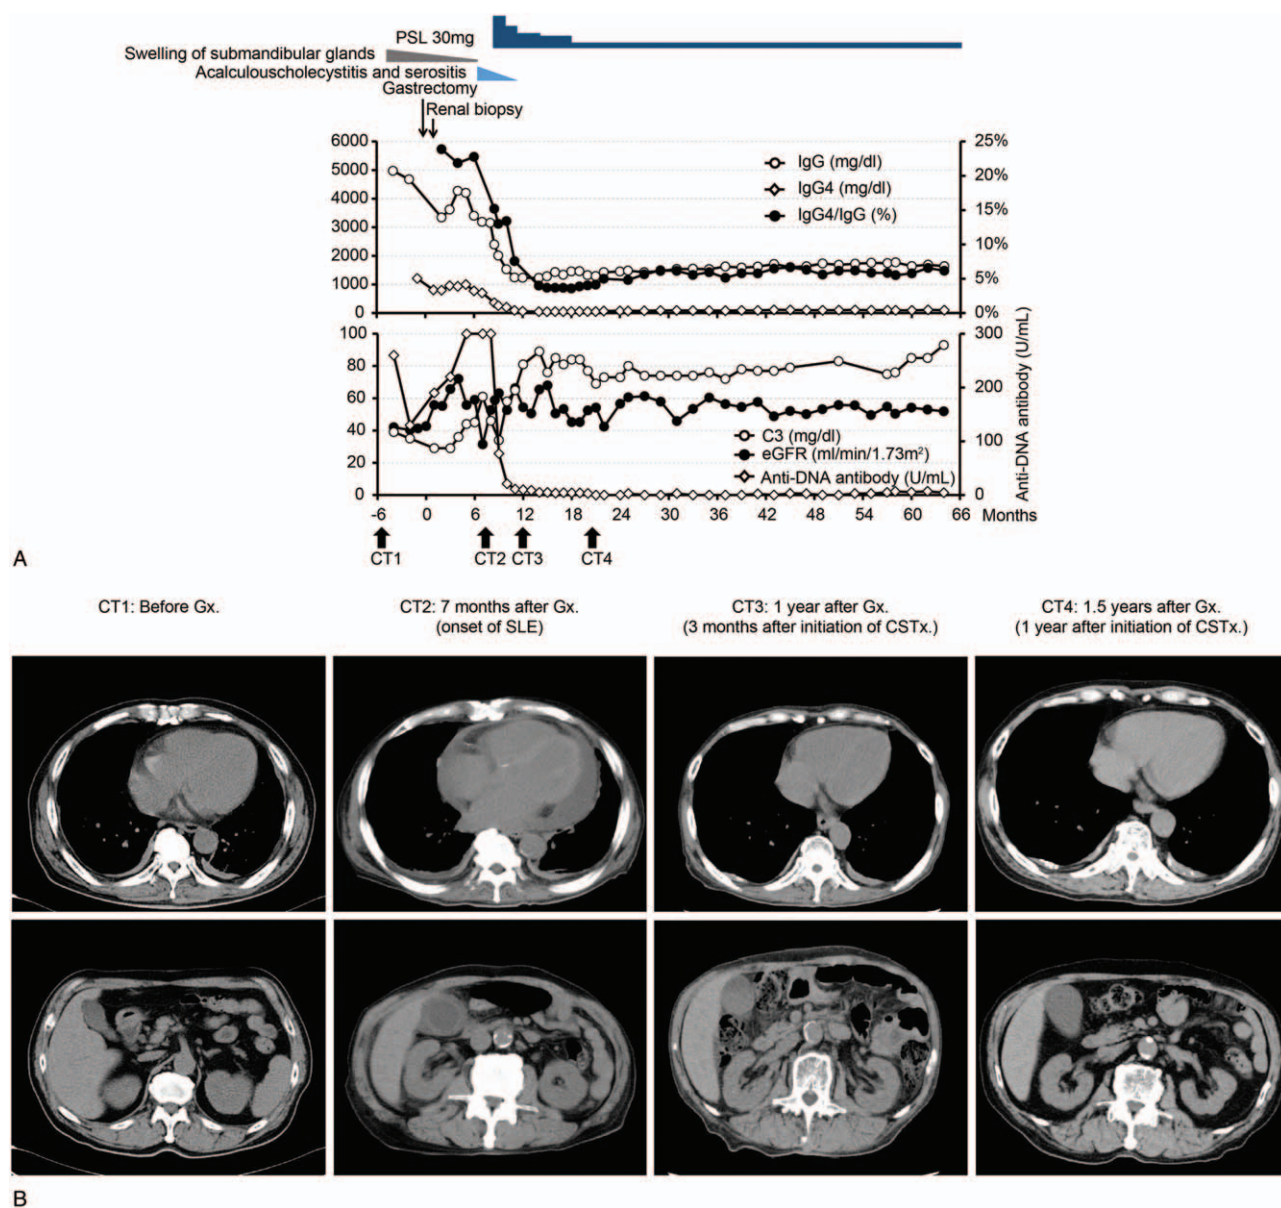 PSL 30mg
Swelling of submandibular glands
Acalculouscholecystitis and serositis
Gastrectomy
Renal biopsy
6000
5000
4000
3000
2000
1000
0
25%
20%
15%
10%
5%
0%
IgG (mg/dl)
IgG4 (mg/dl)
IgG4/IgG (%)
100
80
60
40
20
0
300
200
100
0
Anti-DNA antibody (U/mL)
C3 (mg/dl)
eGFR (ml/min/1.73m²)
Anti-DNA antibody (U/mL)
-6 0 6 12 18 24 30 36 42 48 54 60 66 Months
CT1 CT2 CT3 CT4
A
CT1: Before Gx.
CT2: 7 months after Gx.
(onset of SLE)
CT3: 1 year after Gx.
(3 months after initiation of CSTx.)
CT4: 1.5 years after Gx.
(1 year after initiation of CSTx.)
B